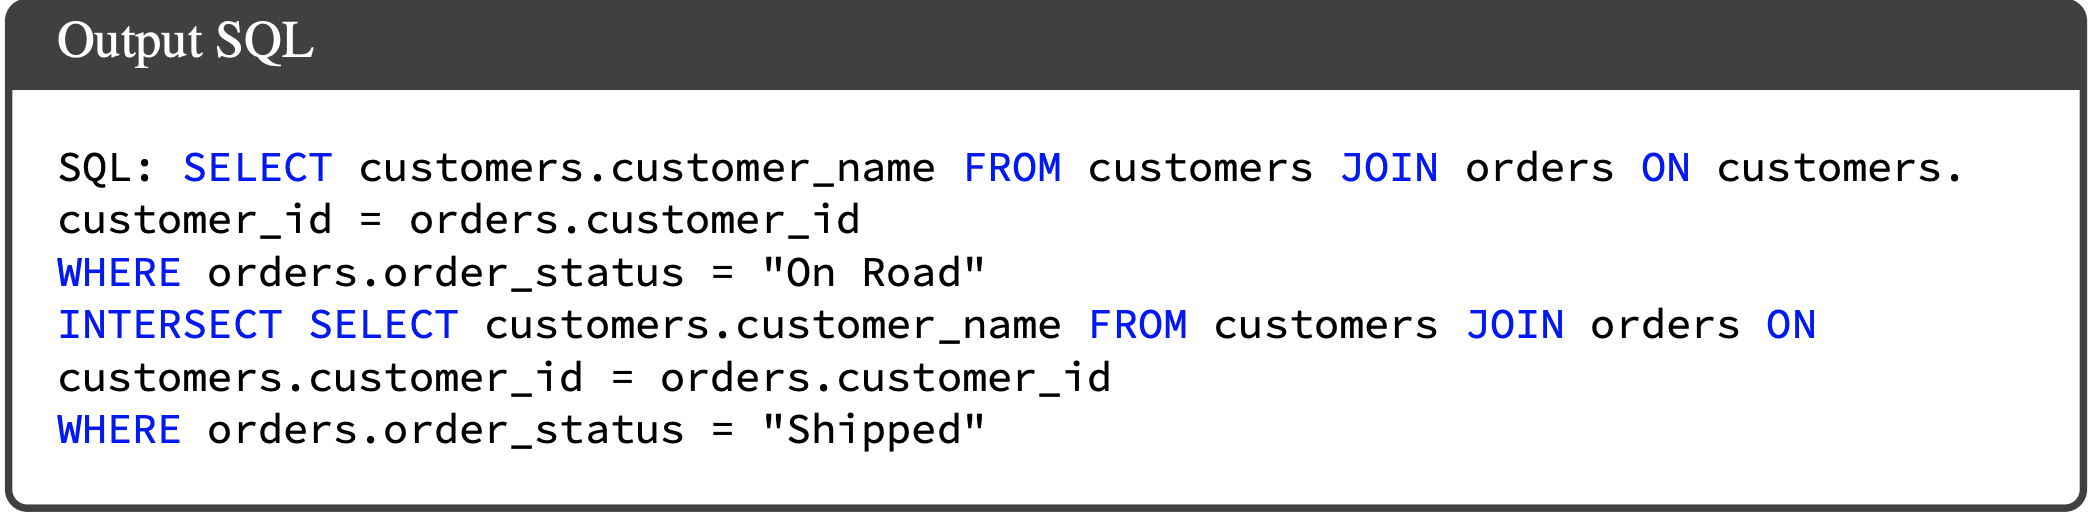 Output SQL
SQL: SELECT customers.customer_name FROM customers JOIN orders ON customers.
customer_id = orders.customer_id
WHERE orders.order_status = "On Road"
INTERSECT SELECT customers.customer_name FROM customers JOIN orders ON
customers.customer_id = orders.customer_id
WHERE orders.order_status = "Shipped"